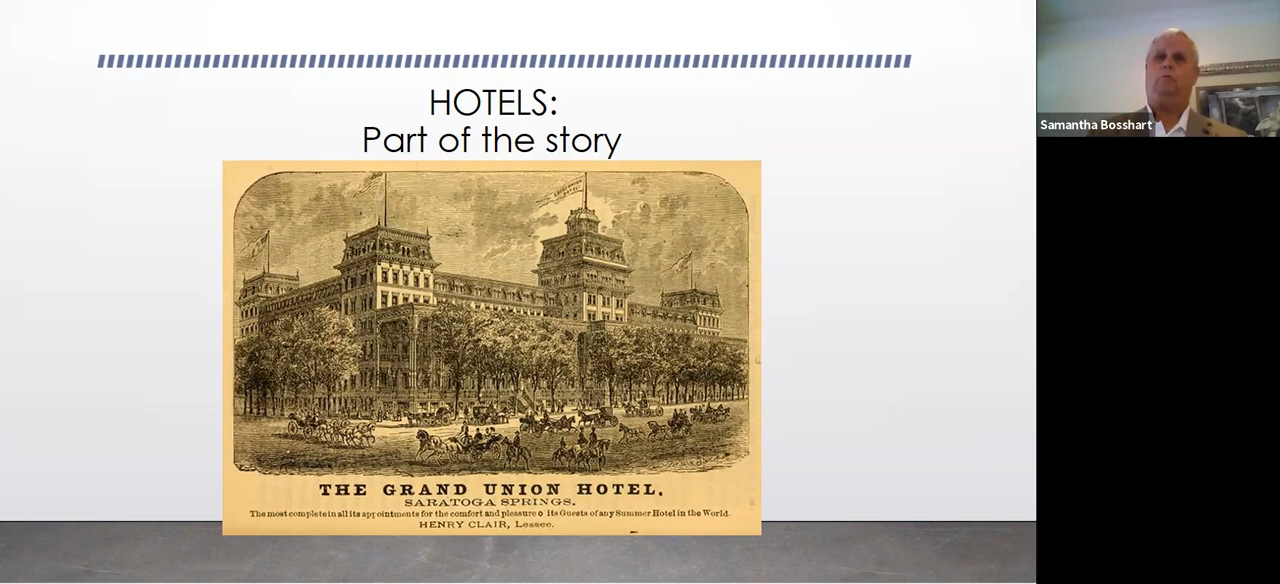 HOTELS:
Part of the story
THE GRAND UNION HOTEL.
SARATOGA SPRINGS.
The most complete in all its appointments for the comfort and pleasure o its Guests of any Summer Hotel in the World.
HENRY CLAIR, Lessee.
Samantha Bosshart